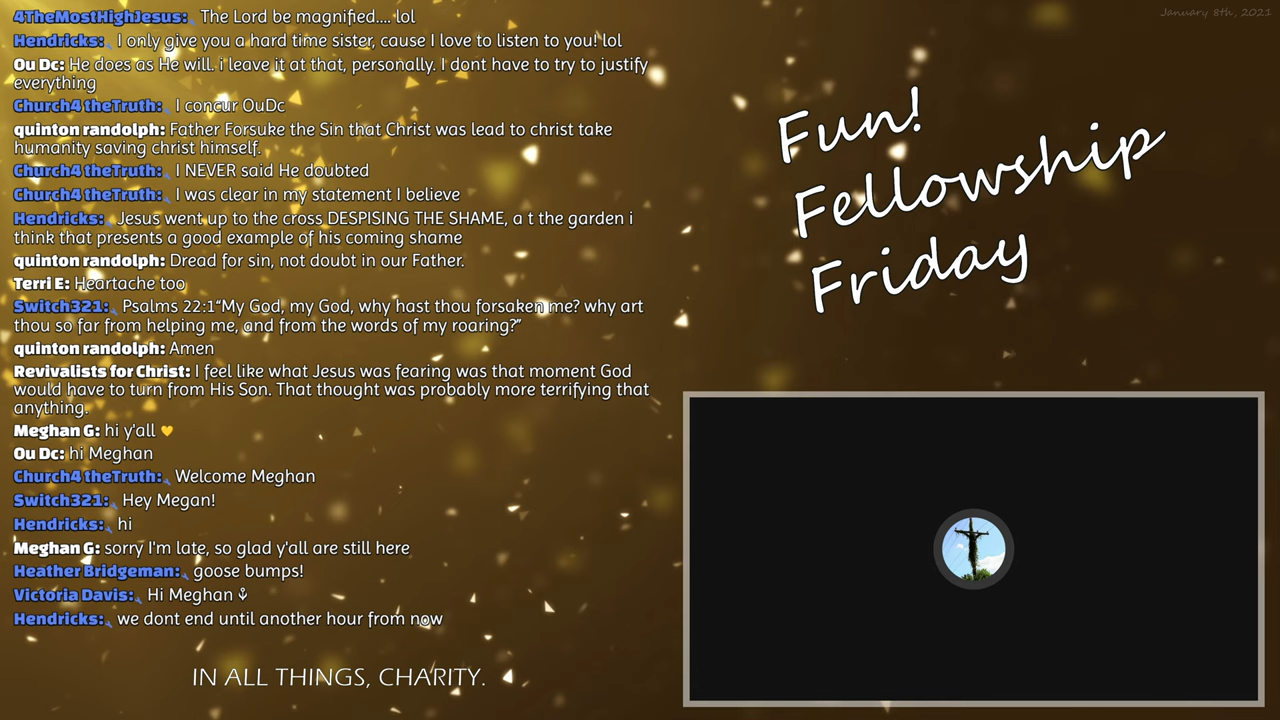 4TheMostHighJesus: The Lord be magnified.... lol
Hendricks: I only give you a hard time sister, cause I love to listen to you! lol
Ou Dc: He does as He will. i leave it at that, personally. I dont have to try to justify
everything
Church4 theTruth: I concur OuDc
quinton randolph: Father Forsuke the Sin that Christ was lead to christ take
humanity saving christ himself.
Church4 theTruth: I NEVER said He doubted
Church4 theTruth: I was clear in my statement I believe
Hendricks: Jesus went up to the cross DESPISING THE SHAME, a t the garden i
think that presents a good example of his coming shame
quinton randolph: Dread for sin, not doubt in our Father.
Terri E: Heartache too
Switch321: Psalms 22:1“My God, my God, why hast thou forsaken me? why art
thou so far from helping me, and from the words of my roaring?”
quinton randolph: Amen
Revivalists for Christ: I feel like what Jesus was fearing was that moment God
would have to turn from His Son. That thought was probably more terrifying that
anything.
Meghan G: hi y'all 💛
Ou Dc: hi Meghan
Church4 theTruth: Welcome Meghan
Switch321: Hey Megan!
Hendricks: hi
Meghan G: sorry I'm late, so glad y'all are still here
Heather Bridgeman: goose bumps!
Victoria Davis: Hi Meghan ⚘
Hendricks: we dont end until another hour from now
IN ALL THINGS, CHARITY.
January 8th, 2021
Fun!
Fellowship
Friday